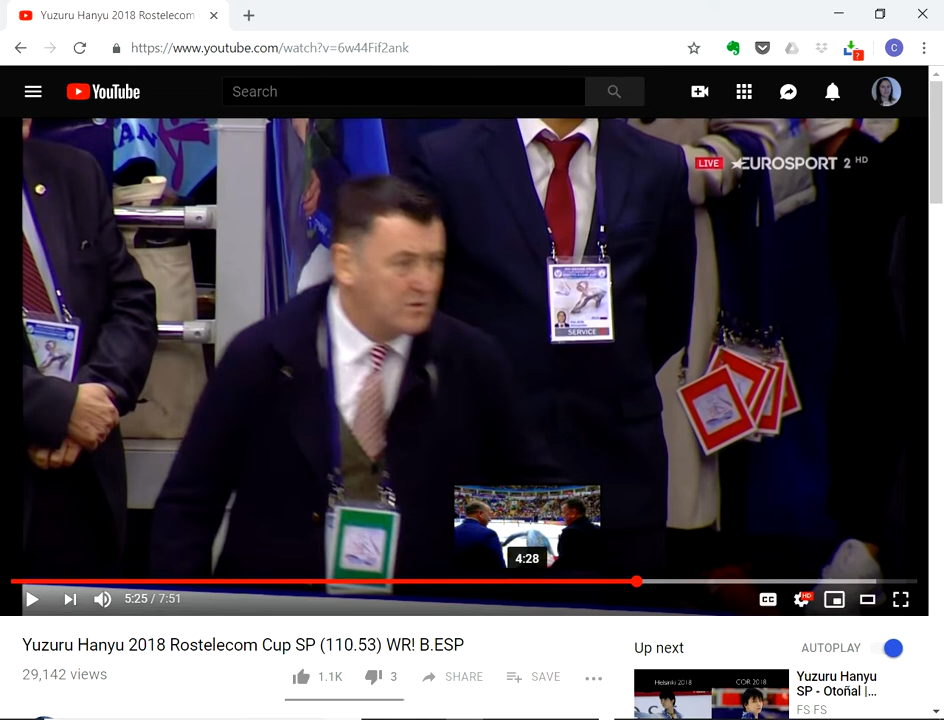 Yuzuru Hanyu 2018 Rostelecom
https://www.youtube.com/watch?v=6w44Fif2ank
C
?
YouTube
Search
LIVE EUROSPORT 2 HD
SERVICE
4:28
5:25 / 7:51
CC
HD
Yuzuru Hanyu 2018 Rostelecom Cup SP (110.53) WR! B.ESP
29,142 views
1.1K
3
SHARE
SAVE
Up next
AUTOPLAY
Helsinki 2018
COR 2018
Yuzuru Hanyu
SP - Otoñal |...
FS FS